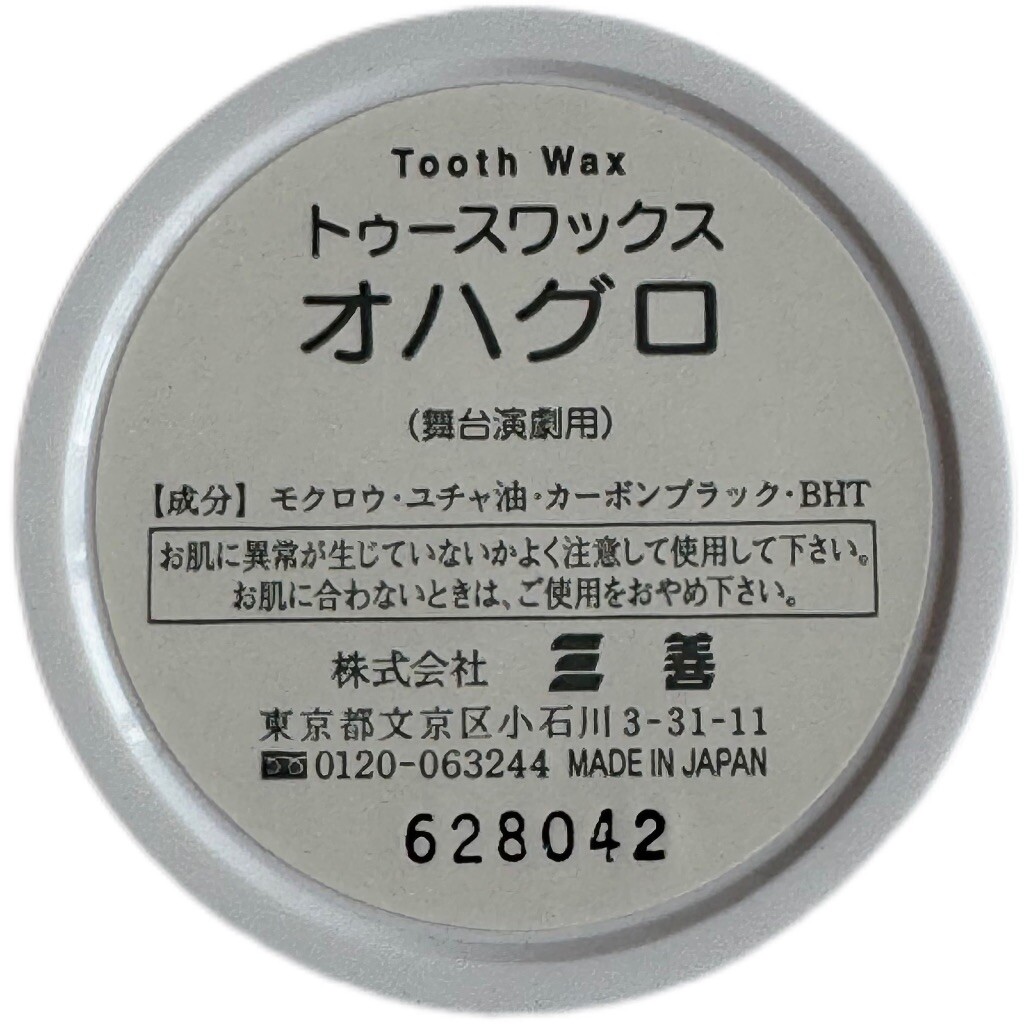 Tooth Wax
トゥースワックス
オハグロ
(舞台演劇用)
【成分】モクロウ・ユチャ油・カーボンブラック・BHT
お肌に異常が生じていないかよく注意して使用して下さい。
お肌に合わないときは、ご使用をおやめ下さい。
株式会社 三善
東京都文京区小石川3-31-11
0120-063244 MADE IN JAPAN
628042